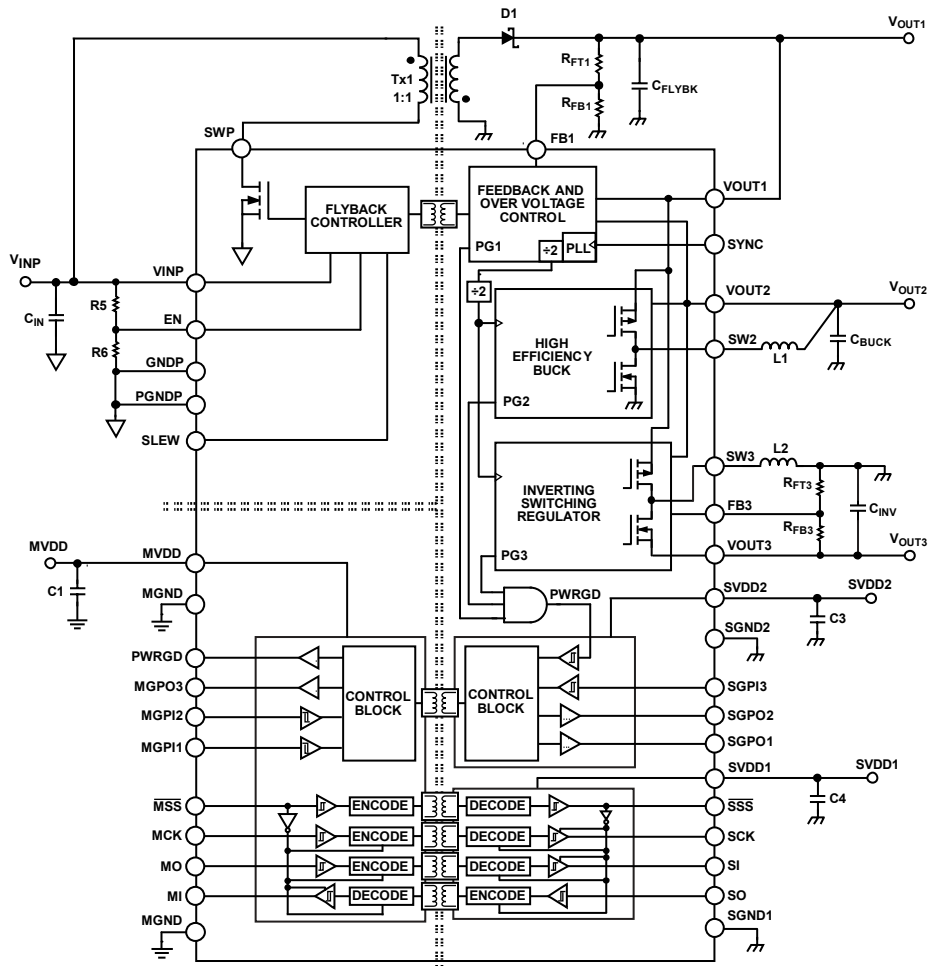 D1
VOUT1
Tx1
1:1
RFT1
RFB1
CFLYBK
SWP
FB1
FLYBACK
CONTROLLER
FEEDBACK AND
OVER VOLTAGE
CONTROL
PG1
÷2
PLL
VOUT1
SYNC
VINP
CIN
R5
R6
VINP
EN
GNDP
PGNDP
SLEW
÷2
HIGH
EFFICIENCY
BUCK
PG2
VOUT2
VOUT2
SW2
L1
CBUCK
INVERTING
SWITCHING
REGULATOR
PG3
SW3
L2
RFT3
FB3
CINV
RFB3
VOUT3
VOUT3
MVDD
MVDD
C1
MGND
PWRGD
SVDD2
SVDD2
C3
SGND2
PWRGD
MGPO3
MGPI2
MGPI1
CONTROL
BLOCK
CONTROL
BLOCK
SGPI3
SGPO2
SGPO1
SVDD1
SVDD1
C4
MSS
ENCODE
DECODE
SSS
MCK
ENCODE
DECODE
SCK
MO
ENCODE
DECODE
SI
MI
DECODE
ENCODE
SO
MGND
SGND1